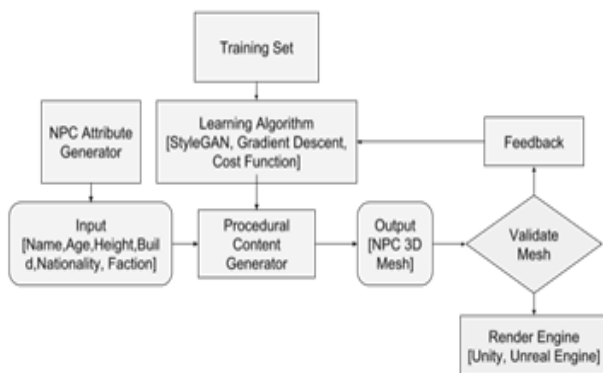 Training Set
Learning Algorithm
[StyleGAN, Gradient Descent,
Cost Function]
NPC Attribute
Generator
Feedback
Input
[Name,Age,Height,Buil
d,Nationality, Faction]
Procedural
Content
Generator
Output
[NPC 3D
Mesh]
Validate
Mesh
Render Engine
[Unity, Unreal Engine]